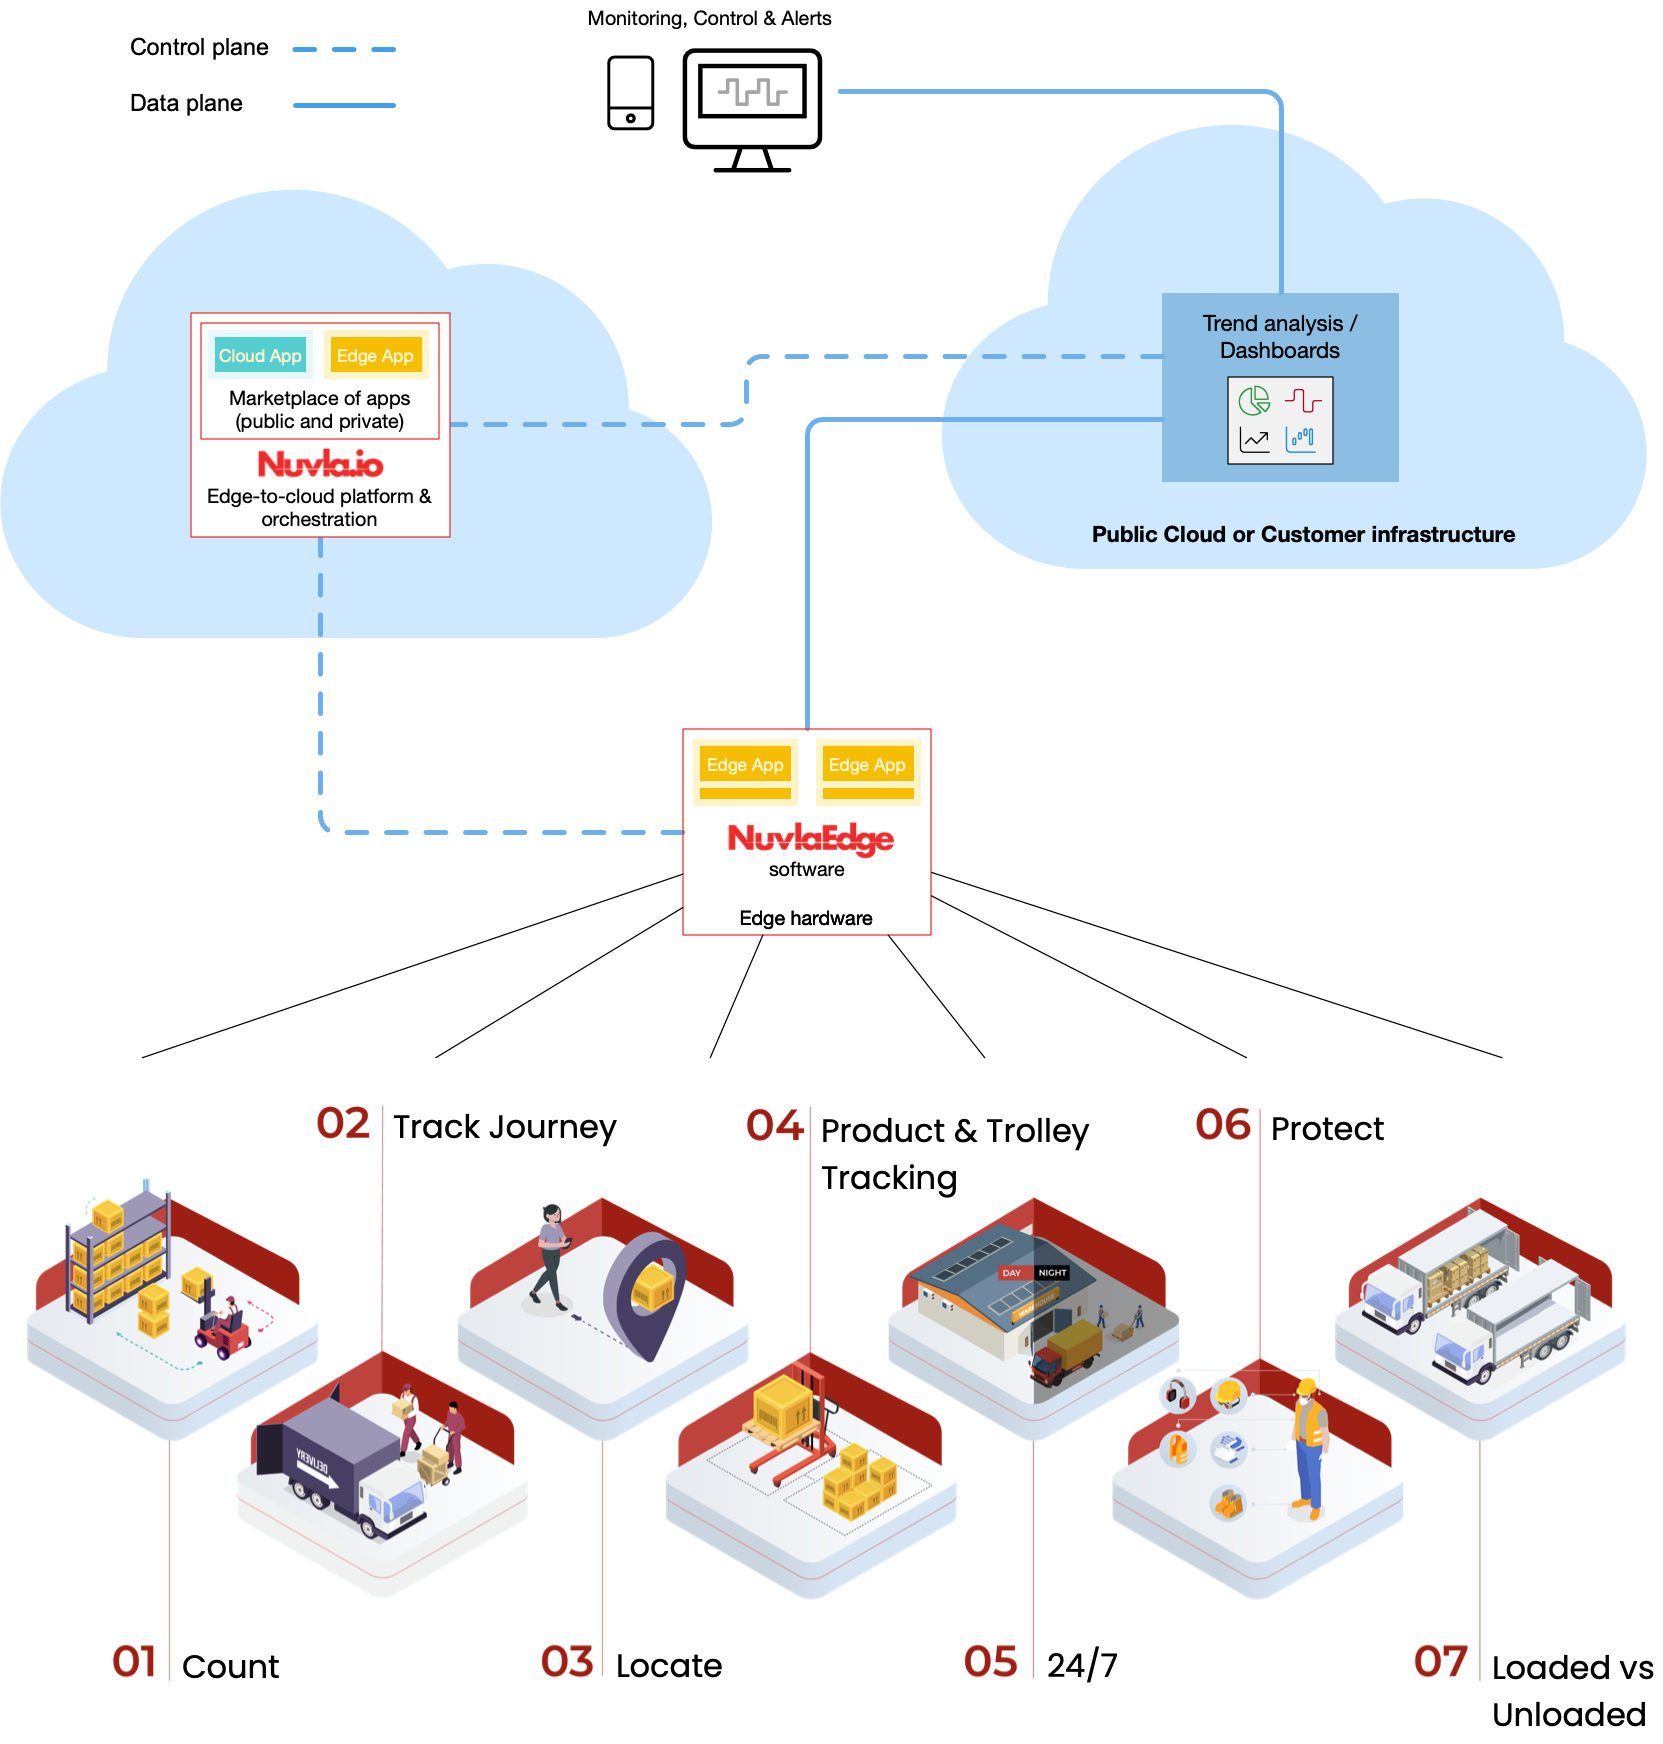 Monitoring, Control & Alerts
Control plane
Data plane
Cloud App
Edge App
Marketplace of apps
(public and private)
Nuvla.io
Edge-to-cloud platform &
orchestration
Trend analysis /
Dashboards
Public Cloud or Customer infrastructure
Edge App
Edge App
NuvlaEdge
software
Edge hardware
02 Track Journey
04 Product & Trolley
Tracking
06 Protect
DAY
NIGHT
WAREHOUSE
DELIVERY
01 Count
03 Locate
05 24/7
07 Loaded vs
Unloaded